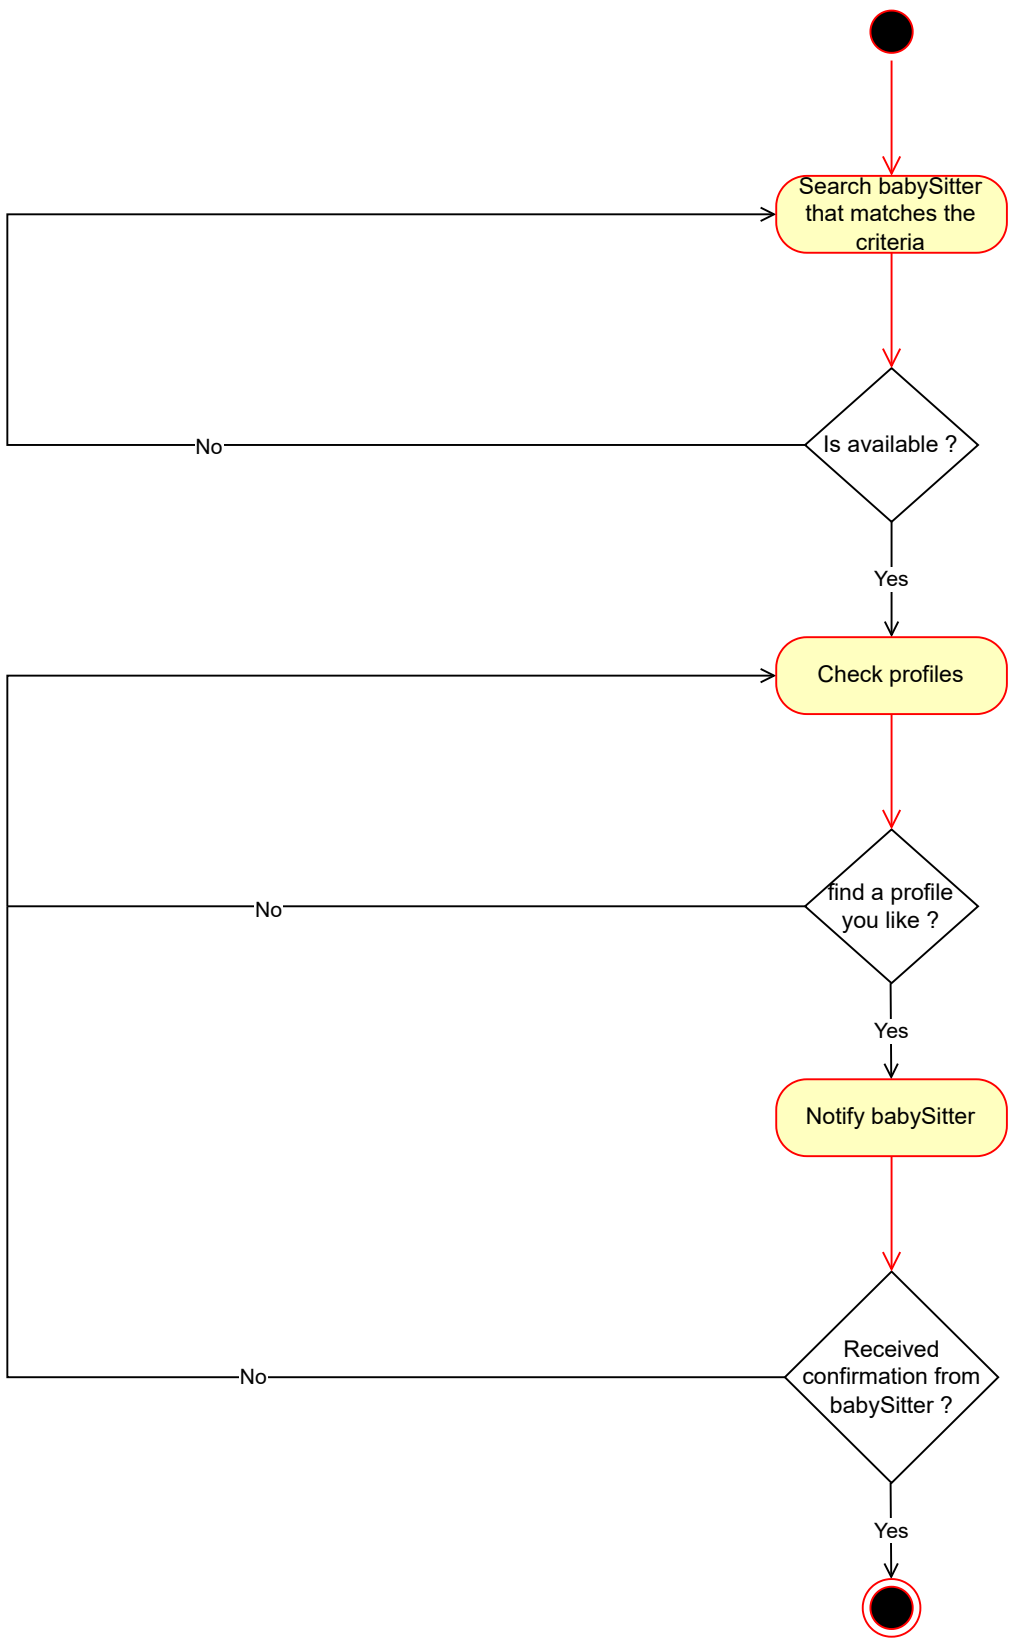 Search babySitter
that matches the
criteria
Is available ?
No
Yes
Check profiles
find a profile
you like ?
No
Yes
Notify babySitter
Received
confirmation from
babySitter ?
No
Yes